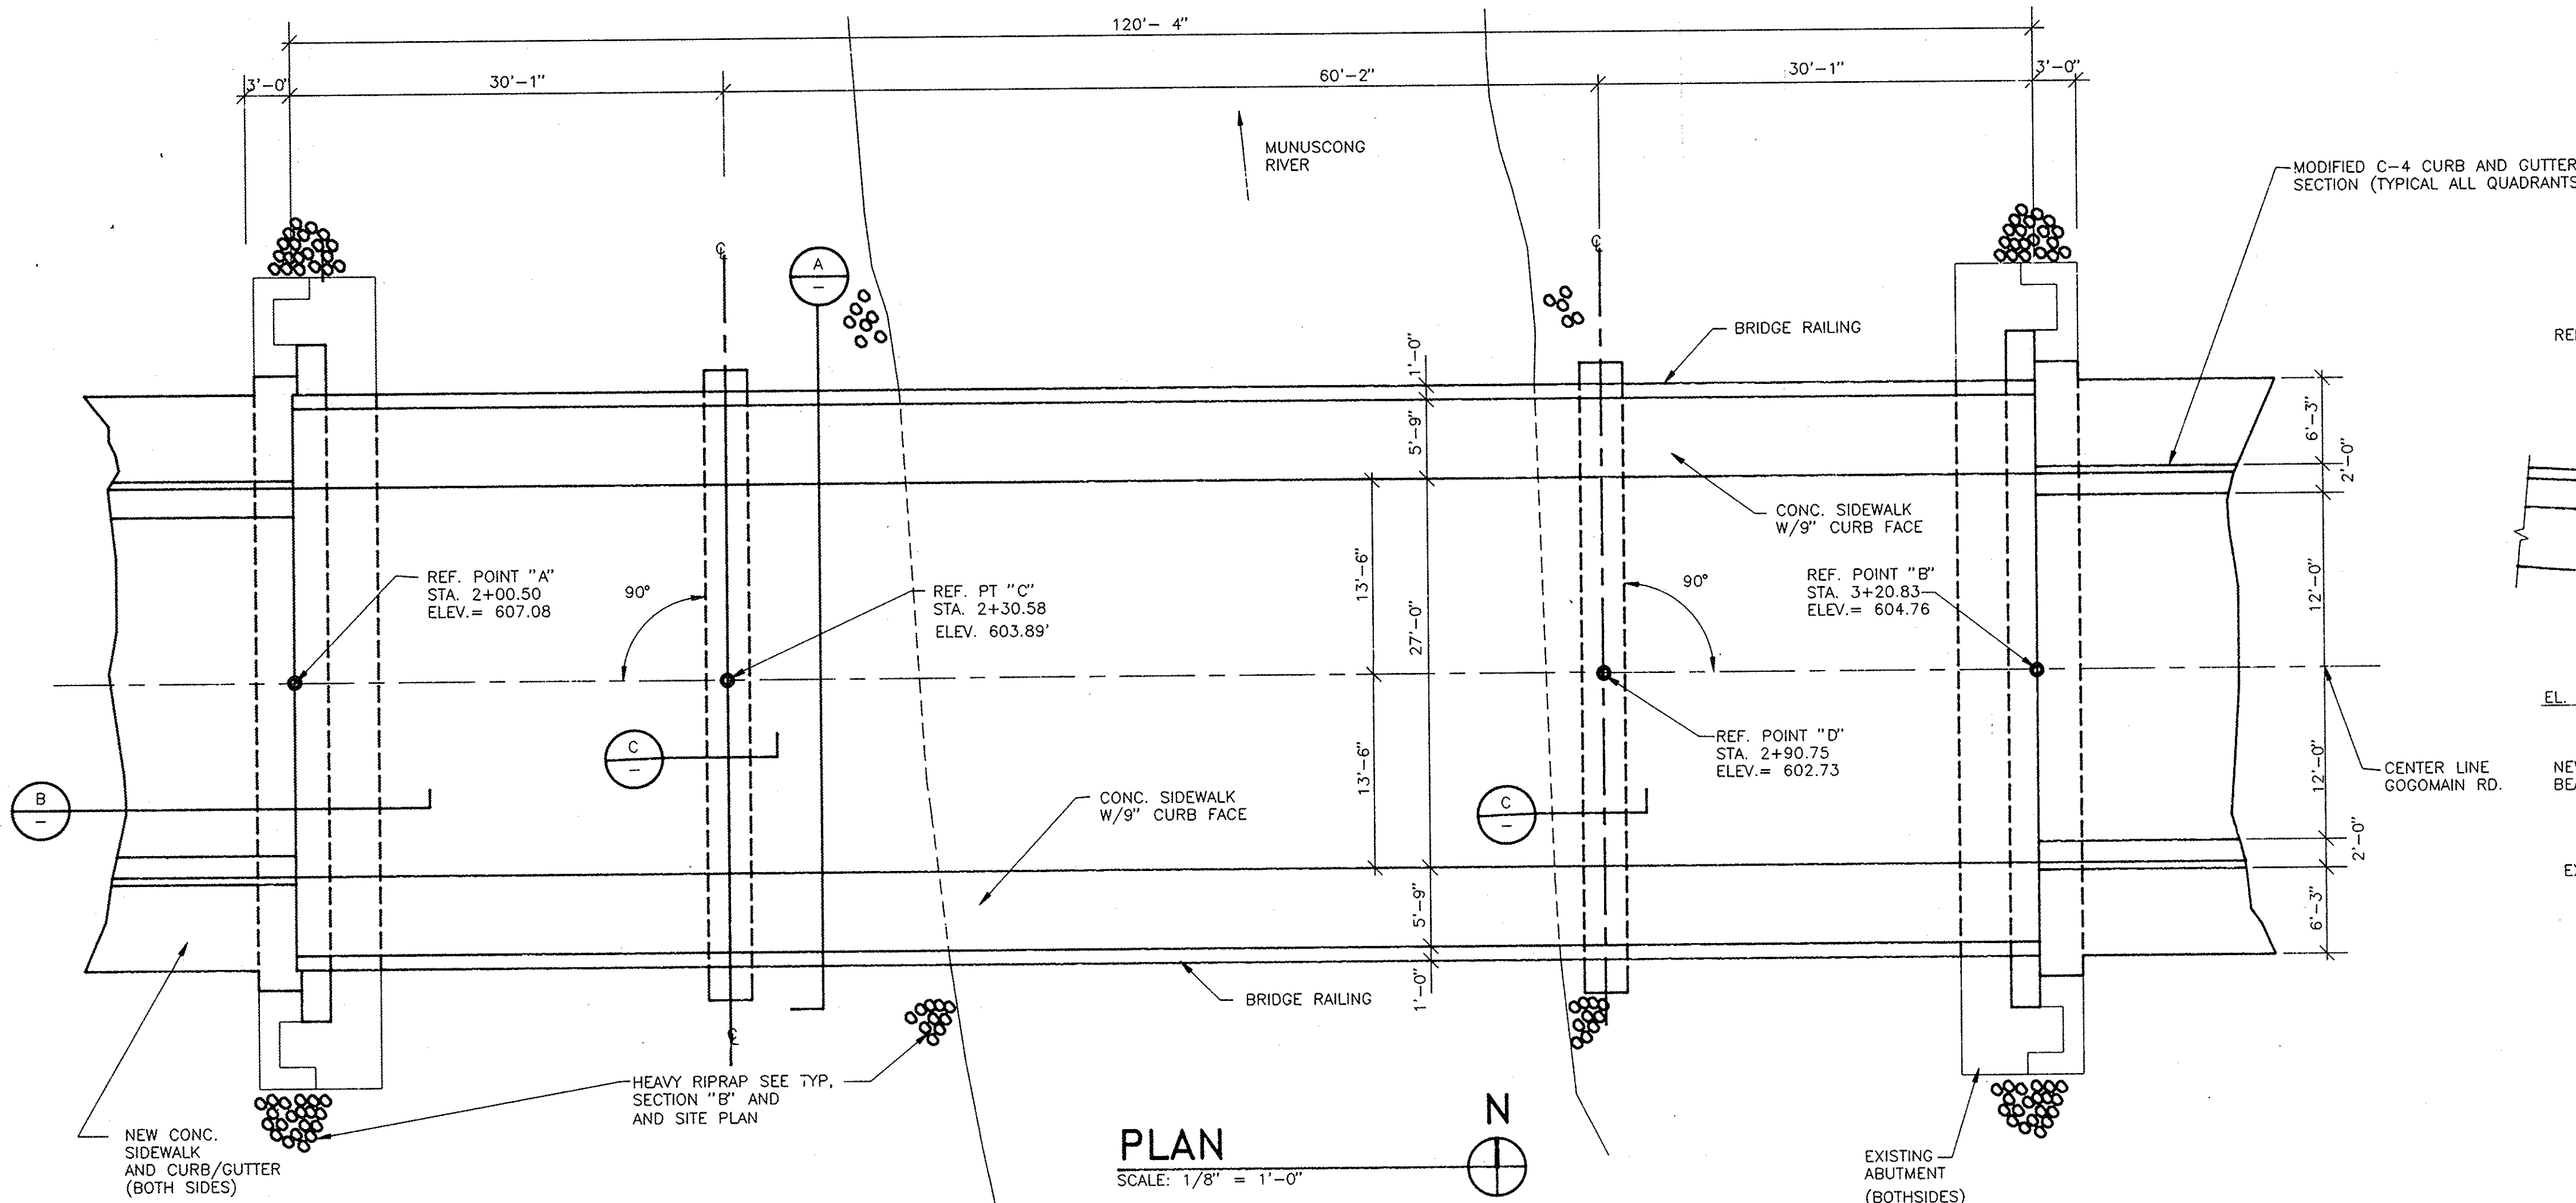 120'- 4"
3'-0"
30'-1"
60'-2"
30'-1"
3'-0"
MUNUSCONG
RIVER
MODIFIED C-4 CURB AND GUTTER
SECTION (TYPICAL ALL QUADRANTS
℄
℄
A
-
BRIDGE RAILING
1'-0"
5'-9"
6'-3"
2'-0"
CONC. SIDEWALK
W/9" CURB FACE
REF. POINT "A"
STA. 2+00.50
ELEV.= 607.08
90°
REF. PT "C"
STA. 2+30.58
ELEV. 603.89'
13'-6"
27'-0"
90°
REF. POINT "B"
STA. 3+20.83
ELEV.= 604.76
12'-0"
C
-
13'-6"
REF. POINT "D"
STA. 2+90.75
ELEV.= 602.73
12'-0"
CENTER LINE
GOGOMAIN RD.
EL.
B
-
CONC. SIDEWALK
W/9" CURB FACE
C
-
2'-0"
5'-9"
6'-3"
1'-0"
BRIDGE RAILING
℄
HEAVY RIPRAP SEE TYP,
SECTION "B" AND
AND SITE PLAN
NEW CONC.
SIDEWALK
AND CURB/GUTTER
(BOTH SIDES)
PLAN
SCALE: 1/8" = 1'-0"
N
EXISTING
ABUTMENT
(BOTHSIDES)